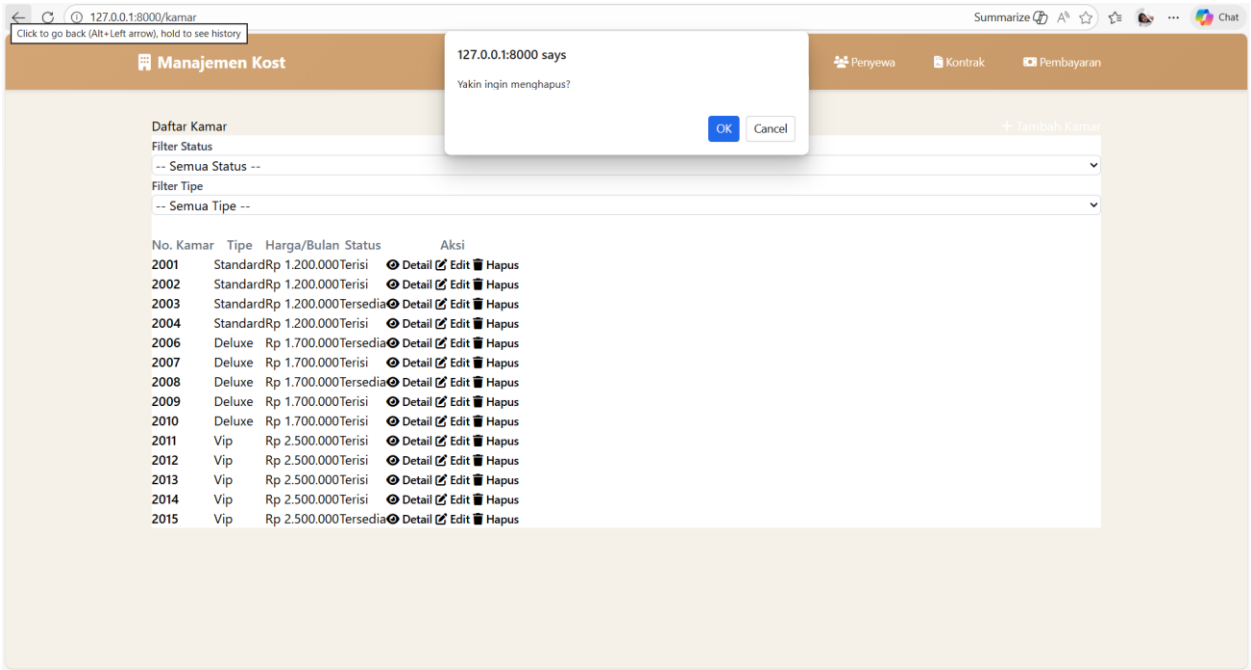 127.0.0.1:8000/kamar
Summarize
Chat
Click to go back (Alt+Left arrow), hold to see history
127.0.0.1:8000 says
Yakin ingin menghapus?
OK Cancel
Manajemen Kost
Penyewa Kontrak Pembayaran
Daftar Kamar
+ Tambah Kamar
Filter Status
-- Semua Status --
Filter Tipe
-- Semua Tipe --
No. Kamar Tipe Harga/Bulan Status Aksi
2001 Standard Rp 1.200.000 Terisi Detail Edit Hapus
2002 Standard Rp 1.200.000 Terisi Detail Edit Hapus
2003 Standard Rp 1.200.000 Tersedia Detail Edit Hapus
2004 Standard Rp 1.200.000 Terisi Detail Edit Hapus
2006 Deluxe Rp 1.700.000 Tersedia Detail Edit Hapus
2007 Deluxe Rp 1.700.000 Terisi Detail Edit Hapus
2008 Deluxe Rp 1.700.000 Tersedia Detail Edit Hapus
2009 Deluxe Rp 1.700.000 Terisi Detail Edit Hapus
2010 Deluxe Rp 1.700.000 Terisi Detail Edit Hapus
2011 Vip Rp 2.500.000 Terisi Detail Edit Hapus
2012 Vip Rp 2.500.000 Terisi Detail Edit Hapus
2013 Vip Rp 2.500.000 Terisi Detail Edit Hapus
2014 Vip Rp 2.500.000 Terisi Detail Edit Hapus
2015 Vip Rp 2.500.000 Tersedia Detail Edit Hapus